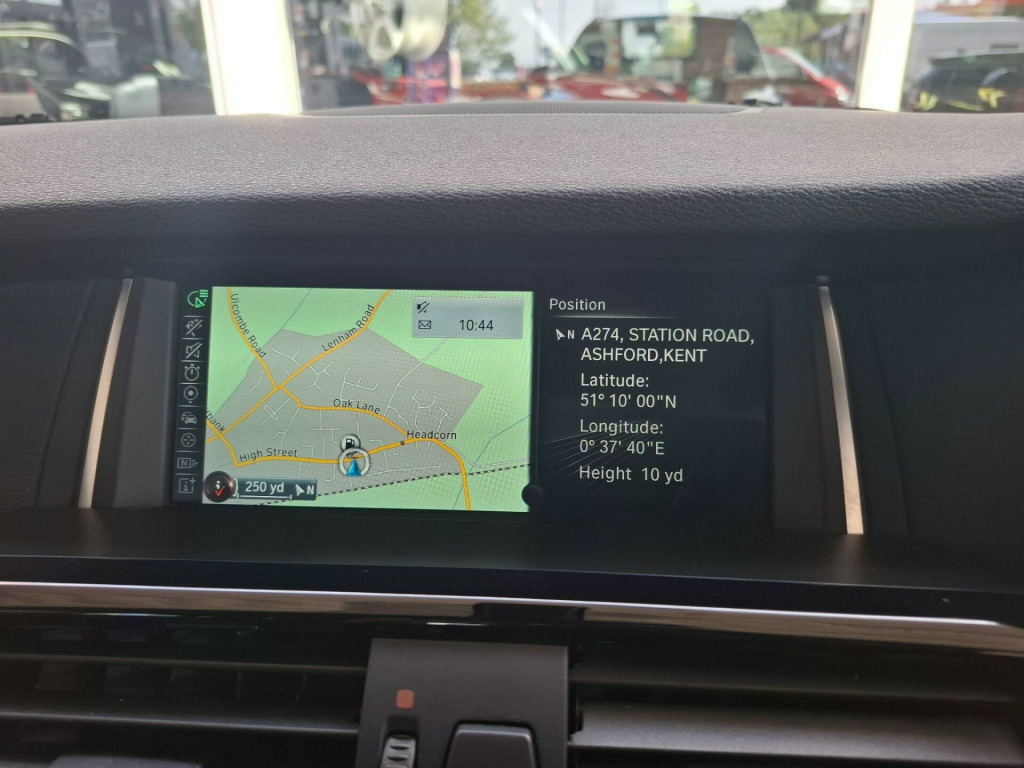 Ulcombe Road
Lenham Road
10:44
Oak Lane
Headcorn
High Street
250 yd
N
Position
N A274, STATION ROAD,
ASHFORD,KENT
Latitude:
51° 10' 00"N
Longitude:
0° 37' 40"E
Height 10 yd